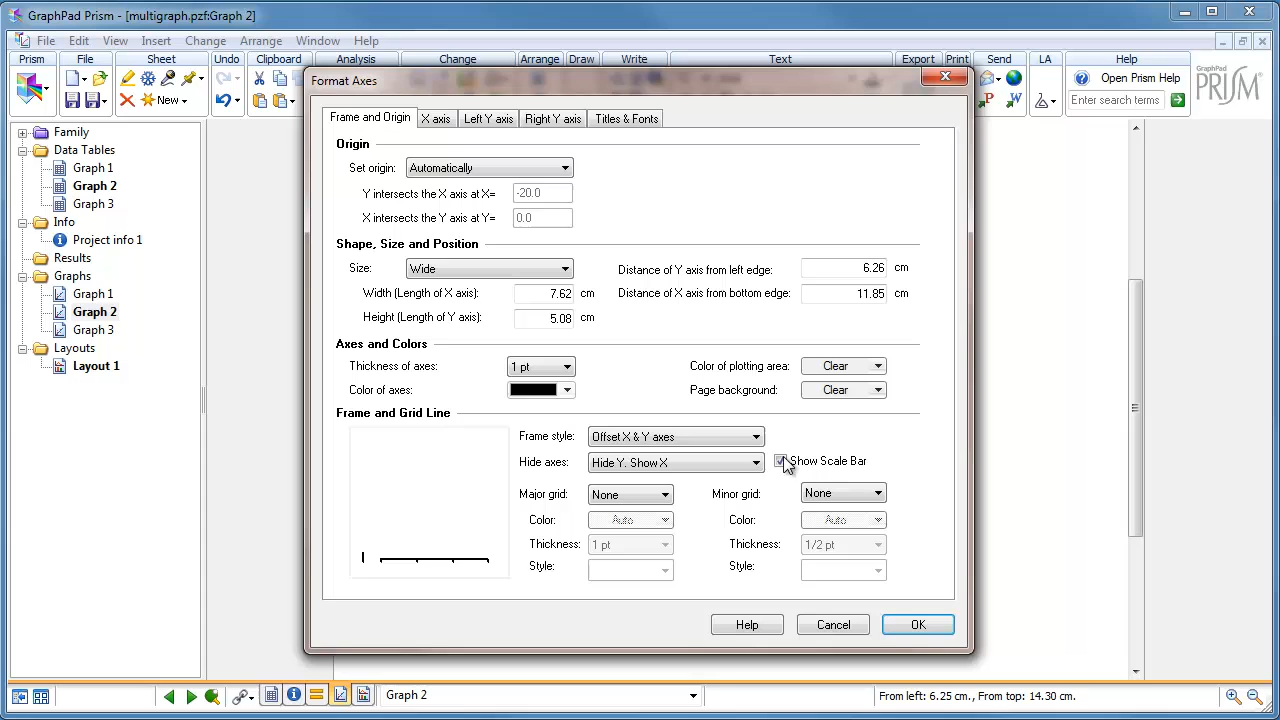 GraphPad Prism - [multigraph.pzf:Graph 2]
File Edit View Insert Change Arrange Window Help
Prism File Sheet Undo Clipboard Analysis Change Arrange Draw Write Text Export Print Send LA Help
New
Open Prism Help
Enter search terms
GraphPad
PRISM
Family
Data Tables
Graph 1
Graph 2
Graph 3
Info
Project info 1
Results
Graphs
Graph 1
Graph 2
Graph 3
Layouts
Layout 1
Format Axes
Frame and Origin X axis Left Y axis Right Y axis Titles & Fonts
Origin
Set origin: Automatically
Y intersects the X axis at X= -20.0
X intersects the Y axis at Y= 0.0
Shape, Size and Position
Size: Wide Distance of Y axis from left edge: 6.26 cm
Width (Length of X axis): 7.62 cm Distance of X axis from bottom edge: 11.85 cm
Height (Length of Y axis): 5.08 cm
Axes and Colors
Thickness of axes: 1 pt Color of plotting area: Clear
Color of axes: Page background: Clear
Frame and Grid Line
Frame style: Offset X & Y axes
Hide axes: Hide Y. Show X Show Scale Bar
Major grid: None Minor grid: None
Color: Auto Color: Auto
Thickness: 1 pt Thickness: 1/2 pt
Style: Style:
Help Cancel OK
Graph 2
From left: 6.25 cm., From top: 14.30 cm.